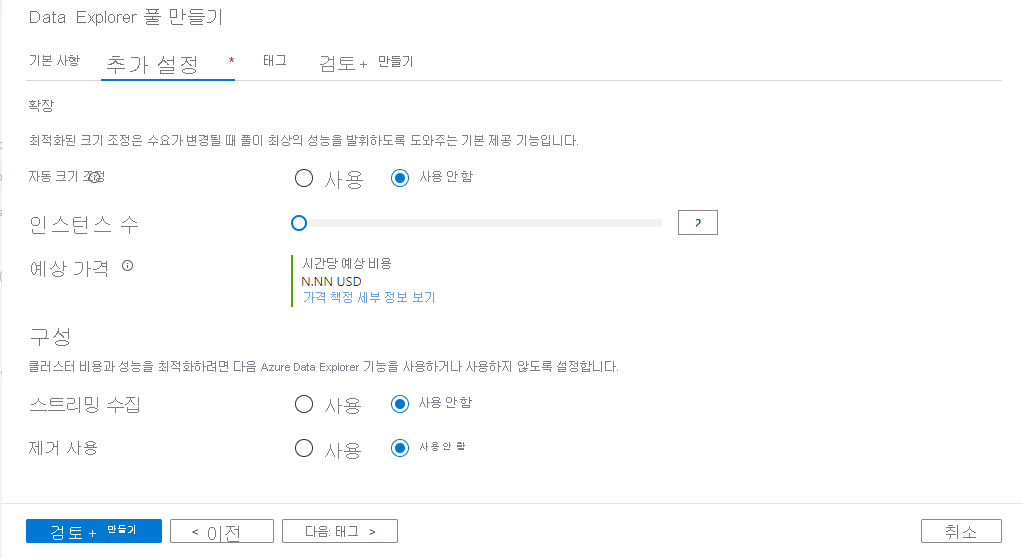 Data Explorer 풀 만들기
기본 사항 추가 설정 * 태그 검토 + 만들기
확장
최적화된 크기 조정은 수요가 변경될 때 풀이 최상의 성능을 발휘하도록 도와주는 기본 제공 기능입니다.
자동 크기 조정 사용 사용 안 함
인스턴스 수 2
예상 가격 시간당 예상 비용
N.NN USD
가격 책정 세부 정보 보기
구성
클러스터 비용과 성능을 최적화하려면 다음 Azure Data Explorer 기능을 사용하거나 사용하지 않도록 설정합니다.
스트리밍 수집 사용 사용 안 함
제거 사용 사용 사용 안 함
검토 + 만들기 < 이전 다음: 태그 > 취소